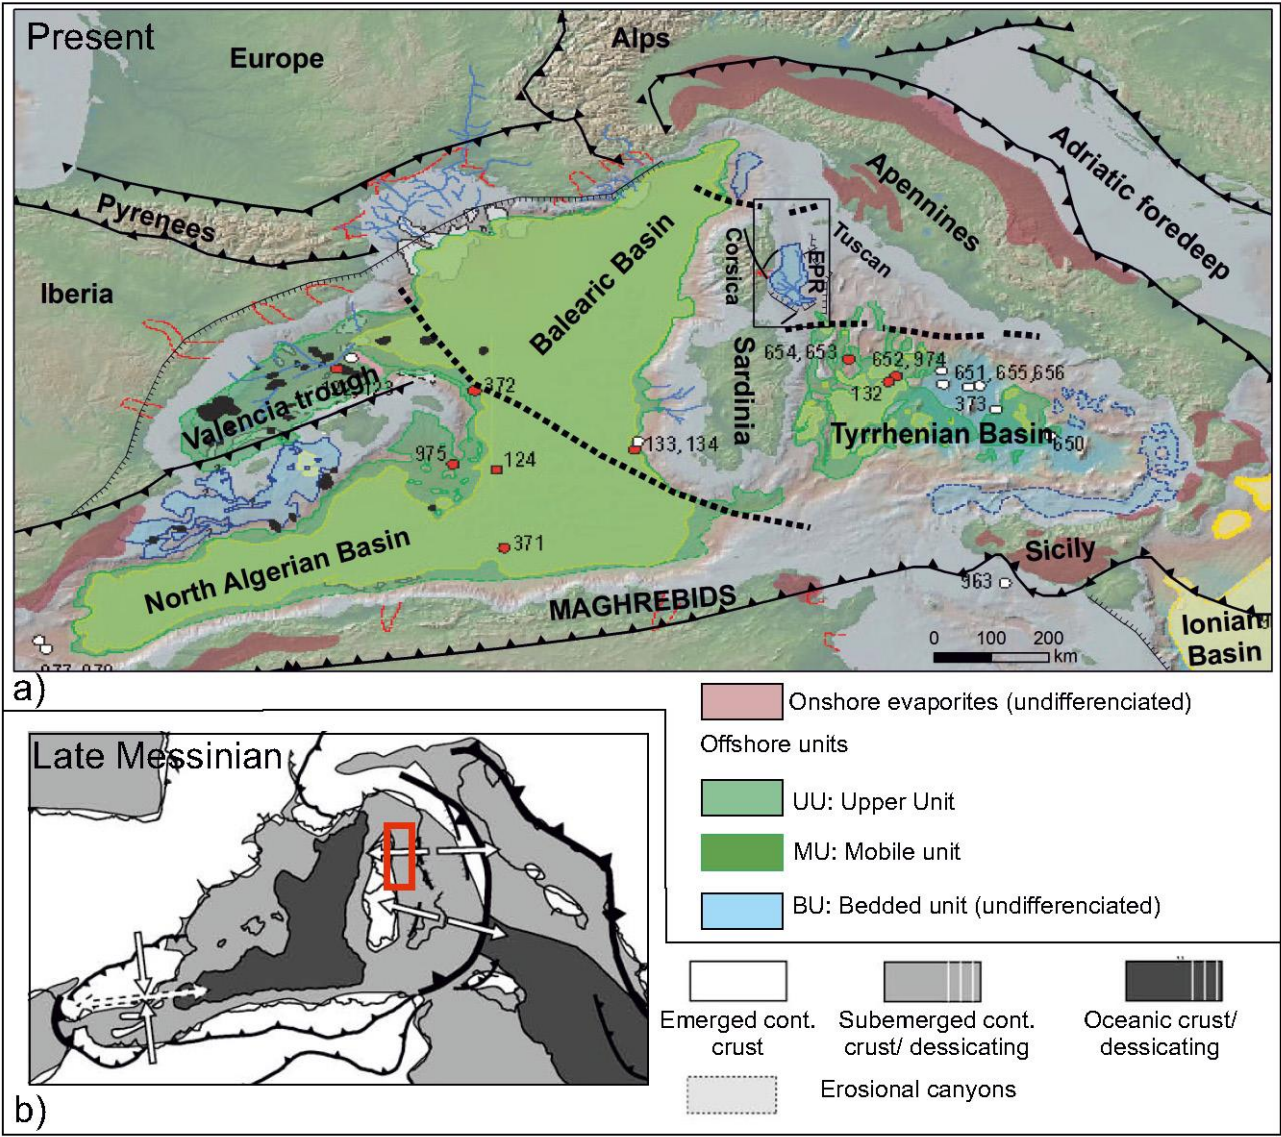 Present
Europe
Alps
Adriatic foredeep
Apennines
Pyrenees
Iberia
Balearic Basin
Corsica
EPR
Tuscan
Sardinia
654, 653
652, 974
651, 655, 656
132
373
372
Valencia trough
Tyrrhenian Basin
650
133, 134
975
124
371
North Algerian Basin
MAGHREBIDS
Sicily
963
Ionian
Basin
0 100 200
km
a)
Onshore evaporites (undifferenciated)
Offshore units
UU: Upper Unit
MU: Mobile unit
BU: Bedded unit (undifferenciated)
Late Messinian
Emerged cont.
crust
Subemerged cont.
crust/ dessicating
Oceanic crust/
dessicating
Erosional canyons
b)